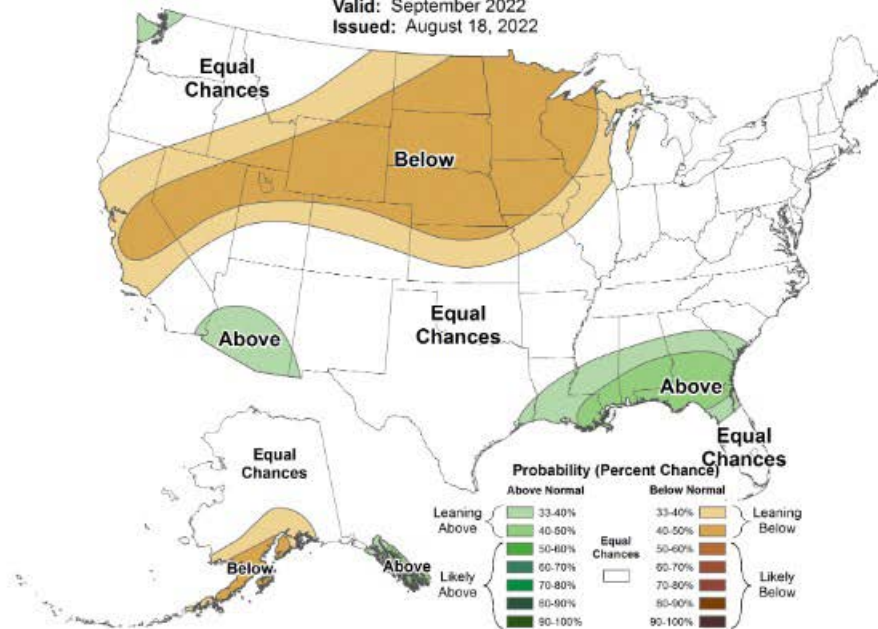 Valid: September 2022
Issued: August 18, 2022
Equal
Chances
Below
Above
Equal
Chances
Above
Equal
Chances
Equal
Chances
Below
Above
Probability (Percent Chance)
Above Normal
Below Normal
Leaning
Above
33-40%
40-50%
Likely
Above
50-60%
60-70%
70-80%
80-90%
90-100%
Equal
Chances
33-40%
40-50%
Leaning
Below
50-60%
60-70%
70-80%
80-90%
90-100%
Likely
Below